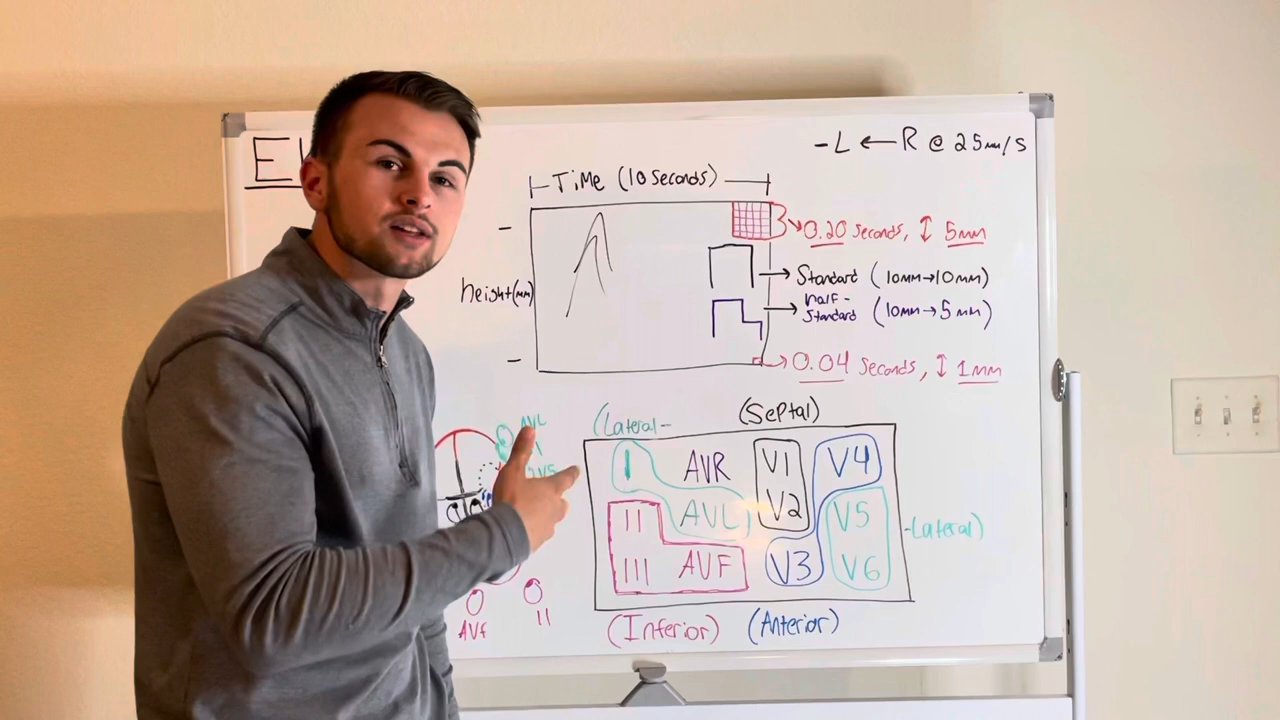 - L ← R @ 25mm/s
Time (10 Seconds)
0.20 Seconds, ↕ 5mm
Standard (10mm→10mm)
height(mm)
half-
Standard (10mm→5mm)
0.04 Seconds, ↕ 1mm
(Septal)
(Lateral-
AVL
I
V5
I AVR V1 V4
II AVL V2 V5
III AVF V3 V6
-Lateral)
AVf
II
(Inferior) (Anterior)